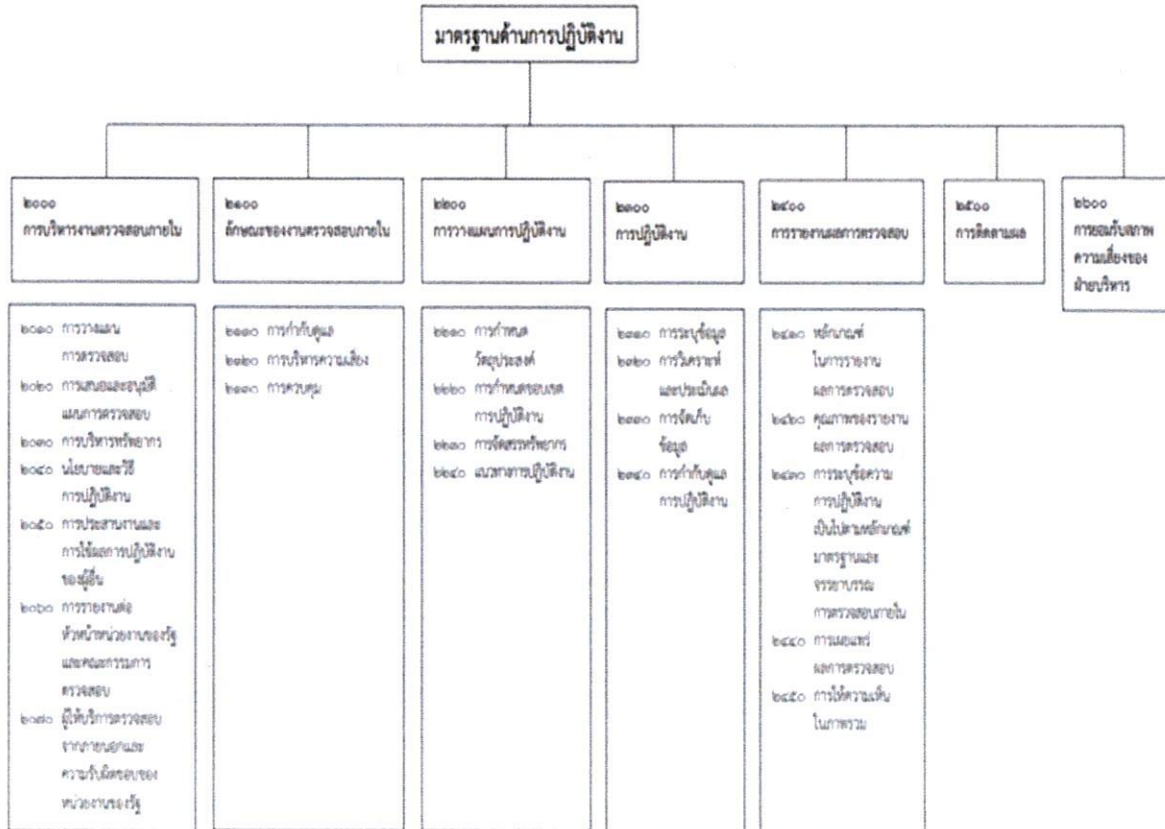 มาตรฐานด้านการปฏิบัติงาน
๒๐๐๐
การบริหารงานตรวจสอบภายใน
๒๑๐๐
ลักษณะของงานตรวจสอบภายใน
๒๒๐๐
การวางแผนการปฏิบัติงาน
๒๓๐๐
การปฏิบัติงาน
๒๔๐๐
การรายงานผลการตรวจสอบ
๒๕๐๐
การติดตามผล
๒๖๐๐
การยอมรับสภาพ
ความเสี่ยงของ
ฝ่ายบริหาร
๒๐๑๐ การวางแผน
การตรวจสอบ
๒๐๒๐ การเสนอและอนุมัติ
แผนการตรวจสอบ
๒๐๓๐ การบริหารทรัพยากร
๒๐๔๐ นโยบายและวิธี
การปฏิบัติงาน
๒๐๕๐ การประสานงานและ
การใช้ผลการปฏิบัติงาน
ของผู้อื่น
๒๐๖๐ การรายงานต่อ
หัวหน้าหน่วยงานของรัฐ
และคณะกรรมการ
ตรวจสอบ
๒๐๗๐ ผู้ให้บริการตรวจสอบ
จากภายนอกและ
ความรับผิดชอบของ
หน่วยงานของรัฐ
๒๑๑๐ การกำกับดูแล
๒๑๒๐ การบริหารความเสี่ยง
๒๑๓๐ การควบคุม
๒๒๑๐ การกำหนด
วัตถุประสงค์
๒๒๒๐ การกำหนดขอบเขต
การปฏิบัติงาน
๒๒๓๐ การจัดสรรทรัพยากร
๒๒๔๐ แนวทางการปฏิบัติงาน
๒๓๑๐ การระบุข้อมูล
๒๓๒๐ การวิเคราะห์
และประเมินผล
๒๓๓๐ การจัดเก็บ
ข้อมูล
๒๓๔๐ การกำกับดูแล
การปฏิบัติงาน
๒๔๑๐ หลักเกณฑ์
ในการรายงาน
ผลการตรวจสอบ
๒๔๒๐ คุณภาพของรายงาน
ผลการตรวจสอบ
๒๔๓๐ การระบุข้อความ
การปฏิบัติงาน
เป็นไปตามหลักเกณฑ์
มาตรฐานและ
จรรยาบรรณ
การตรวจสอบภายใน
๒๔๔๐ การเผยแพร่
ผลการตรวจสอบ
๒๔๕๐ การให้ความเห็น
ในภาพรวม